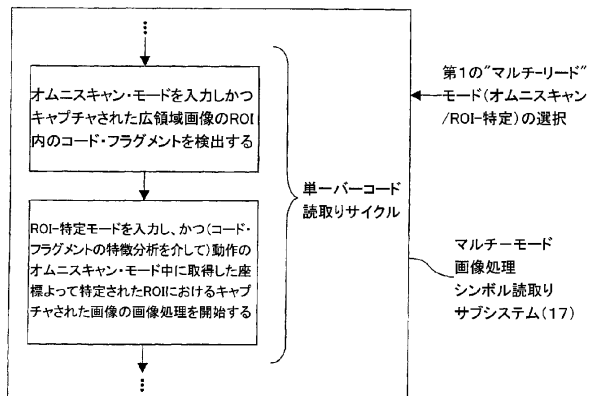 オムニスキャン・モードを入力しかつ
キャプチャされた広領域画像のROI
内のコード・フラグメントを検出する
ROI-特定モードを入力し、かつ(コード・
フラグメントの特徴分析を介して)動作の
オムニスキャン・モード中に取得した座
標よって特定されたROIにおけるキャプ
チャされた画像の画像処理を開始する
単一バーコード
読取りサイクル
第1の"マルチ-リード"
モード(オムニスキャン
/ROI-特定)の選択
マルチーモード
画像処理
シンボル読取り
サブシステム(17)